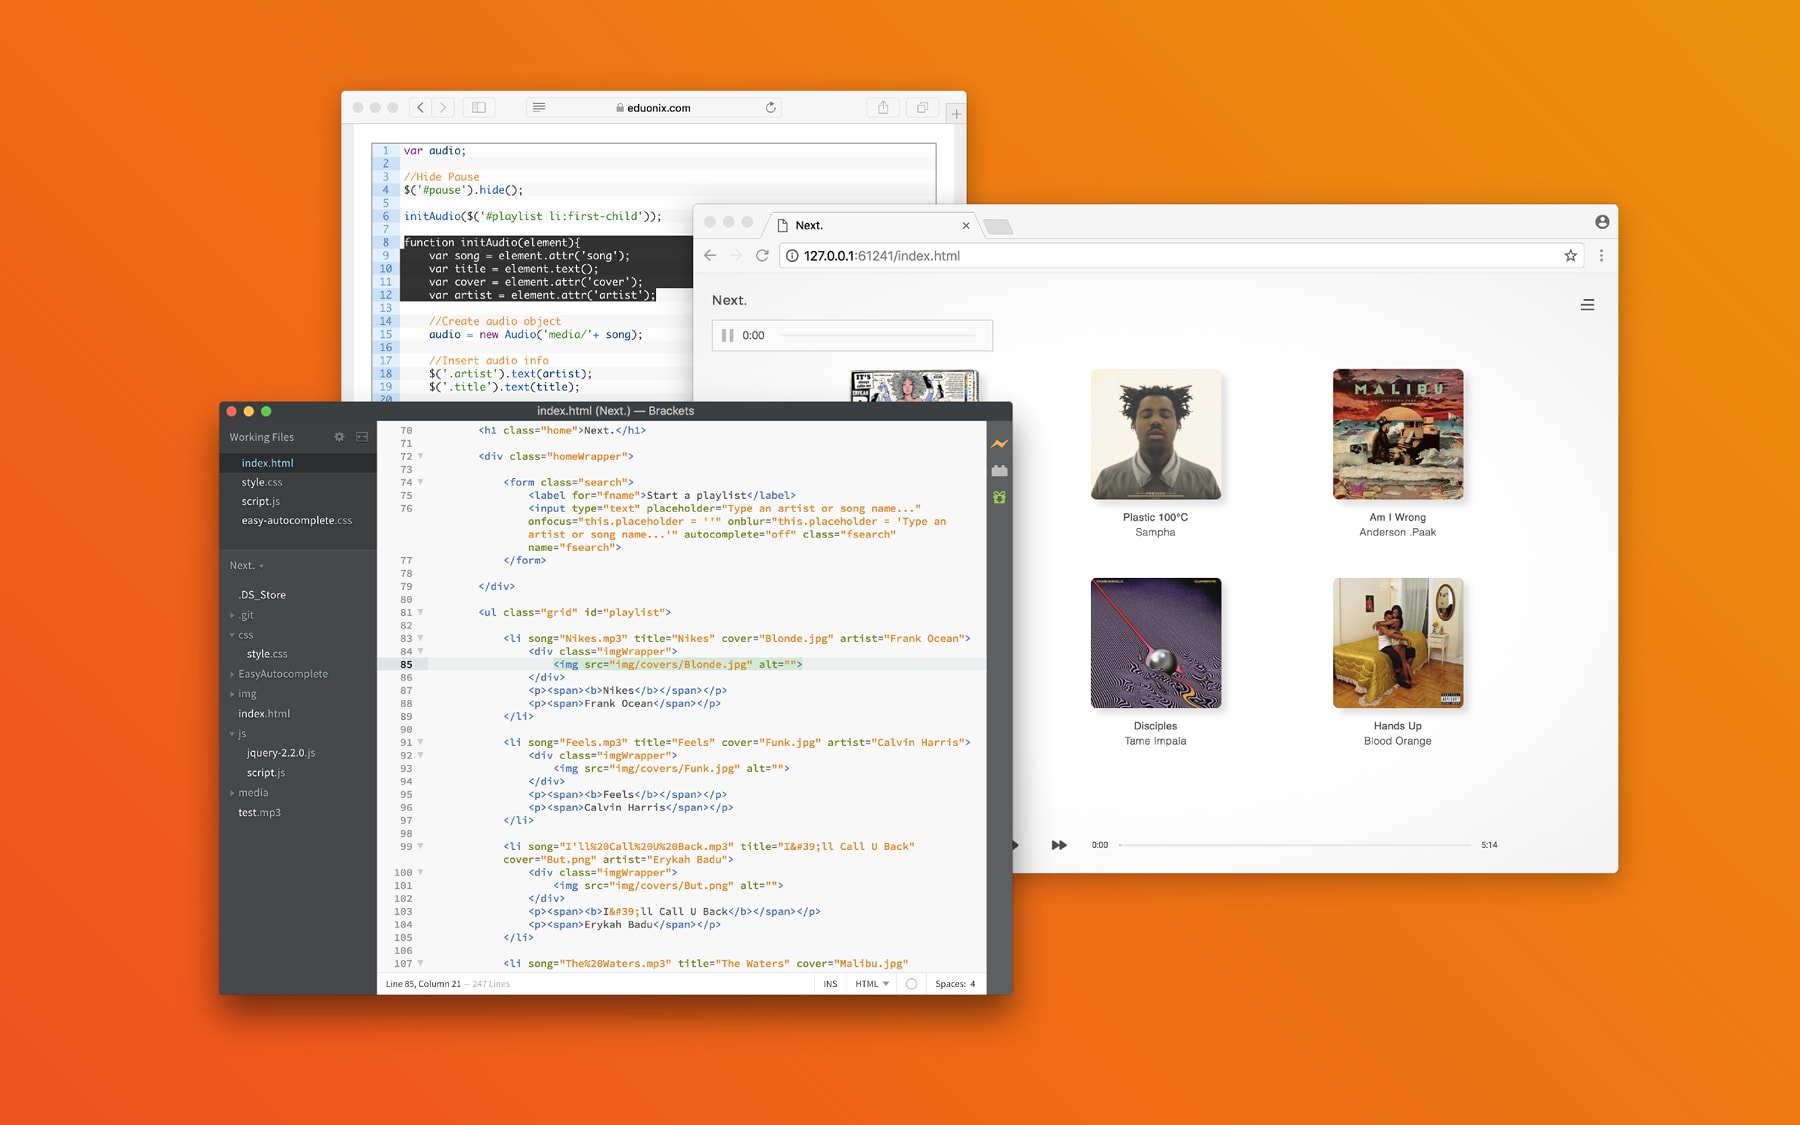 eduonix.com
1 var audio;
2
3 //Hide Pause
4 $('#pause').hide();
5
6 initAudio($('#playlist li:first-child'));
7
8 function initAudio(element){
9 var song = element.attr('song');
10 var title = element.text();
11 var cover = element.attr('cover');
12 var artist = element.attr('artist');
13
14 //Create audio object
15 audio = new Audio('media/'+ song);
16
17 //Insert audio info
18 $('.artist').text(artist);
19 $('.title').text(title);
20
Next.
127.0.0.1:61241/index.html
Next.
0:00
IT'S
MALIBU
Plastic 100°C
Sampha
Am I Wrong
Anderson .Paak
Disciples
Tame Impala
Hands Up
Blood Orange
0:00
5:14
index.html (Next.) — Brackets
Working Files
index.html
style.css
script.js
easy-autocomplete.css
Next.
.DS_Store
.git
css
style.css
EasyAutocomplete
img
index.html
js
jquery-2.2.0.js
script.js
media
test.mp3
70 <h1 class="home">Next.</h1>
71
72 <div class="homeWrapper">
73
74 <form class="search">
75 <label for="fname">Start a playlist</label>
76 <input type="text" placeholder="Type an artist or song name..."
onfocus="this.placeholder = ''" onblur="this.placeholder = 'Type an
artist or song name...'" autocomplete="off" class="fsearch"
name="fsearch">
77 </form>
78
79 </div>
80
81 <ul class="grid" id="playlist">
82
83 <li song="Nikes.mp3" title="Nikes" cover="Blonde.jpg" artist="Frank Ocean">
84 <div class="imgWrapper">
85 <img src="img/covers/Blonde.jpg" alt="">
86 </div>
87 <p><span><b>Nikes</b></span></p>
88 <p><span>Frank Ocean</span></p>
89 </li>
90
91 <li song="Feels.mp3" title="Feels" cover="Funk.jpg" artist="Calvin Harris">
92 <div class="imgWrapper">
93 <img src="img/covers/Funk.jpg" alt="">
94 </div>
95 <p><span><b>Feels</b></span></p>
96 <p><span>Calvin Harris</span></p>
97 </li>
98
99 <li song="I'll%20Call%20U%20Back.mp3" title="I&#39;ll Call U Back"
cover="But.png" artist="Erykah Badu">
100 <div class="imgWrapper">
101 <img src="img/covers/But.png" alt="">
102 </div>
103 <p><span><b>I&#39;ll Call U Back</b></span></p>
104 <p><span>Erykah Badu</span></p>
105 </li>
106
107 <li song="The%20Waters.mp3" title="The Waters" cover="Malibu.jpg"
Line 85, Column 21 — 247 Lines
INS
HTML
Spaces: 4